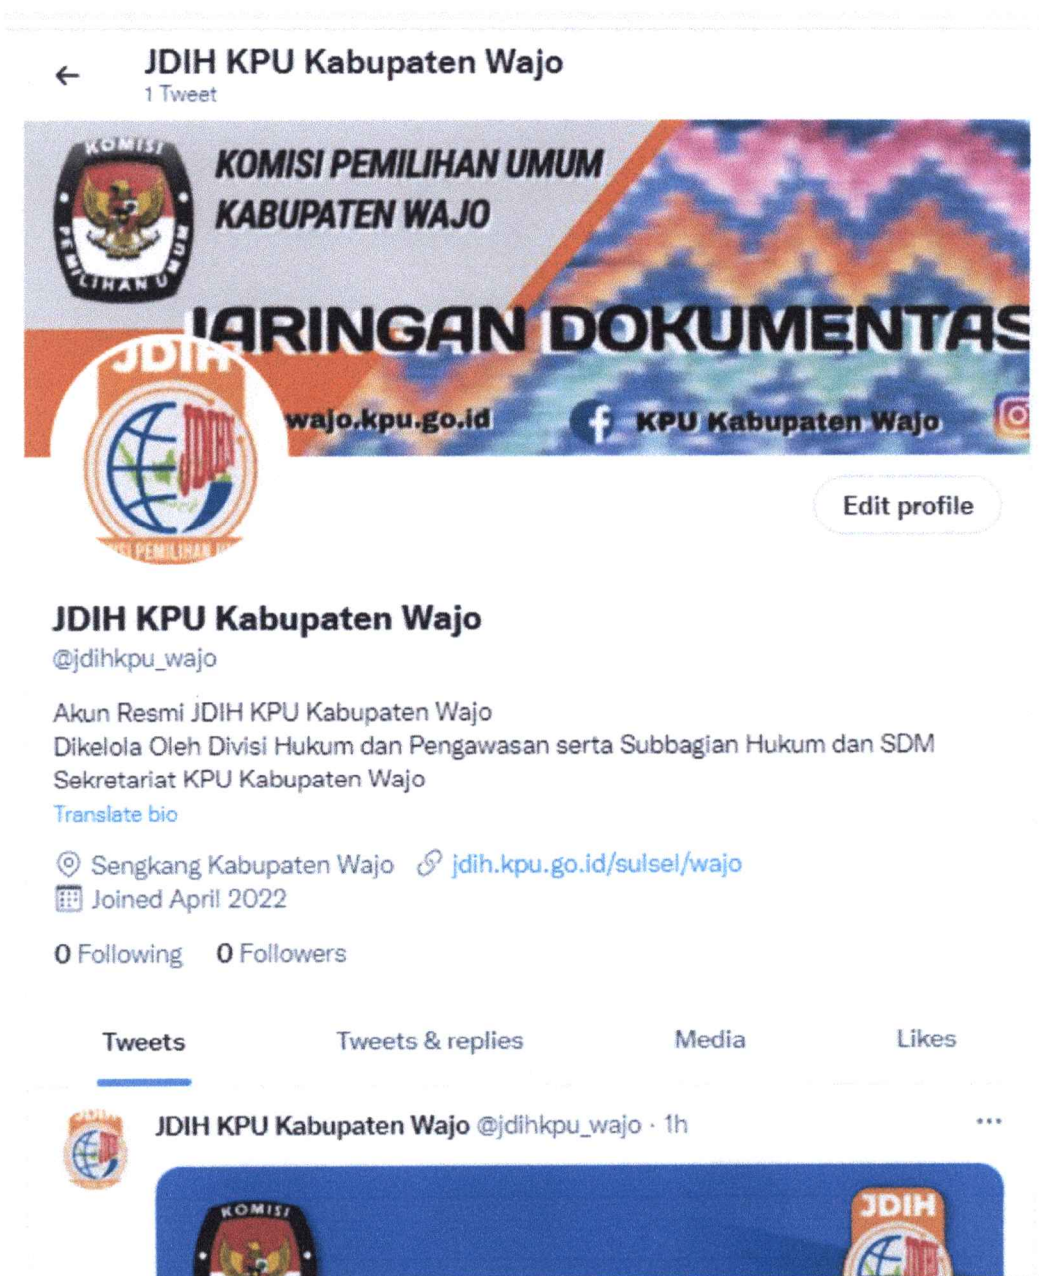 JDIH KPU Kabupaten Wajo
1 Tweet
KOMISI
PEMILIHAN UMUM
KOMISI PEMILIHAN UMUM
KABUPATEN WAJO
JARINGAN DOKUMENTAS
wajo.kpu.go.id
KPU Kabupaten Wajo
JDIH
JDIH
PEMILIHAN
Edit profile
JDIH KPU Kabupaten Wajo
@jdihkpu_wajo
Akun Resmi JDIH KPU Kabupaten Wajo
Dikelola Oleh Divisi Hukum dan Pengawasan serta Subbagian Hukum dan SDM
Sekretariat KPU Kabupaten Wajo
Translate bio
Sengkang Kabupaten Wajo jdih.kpu.go.id/sulsel/wajo
Joined April 2022
0 Following 0 Followers
Tweets Tweets & replies Media Likes
JDIH KPU Kabupaten Wajo @jdihkpu_wajo · 1h
KOMISI
JDIH